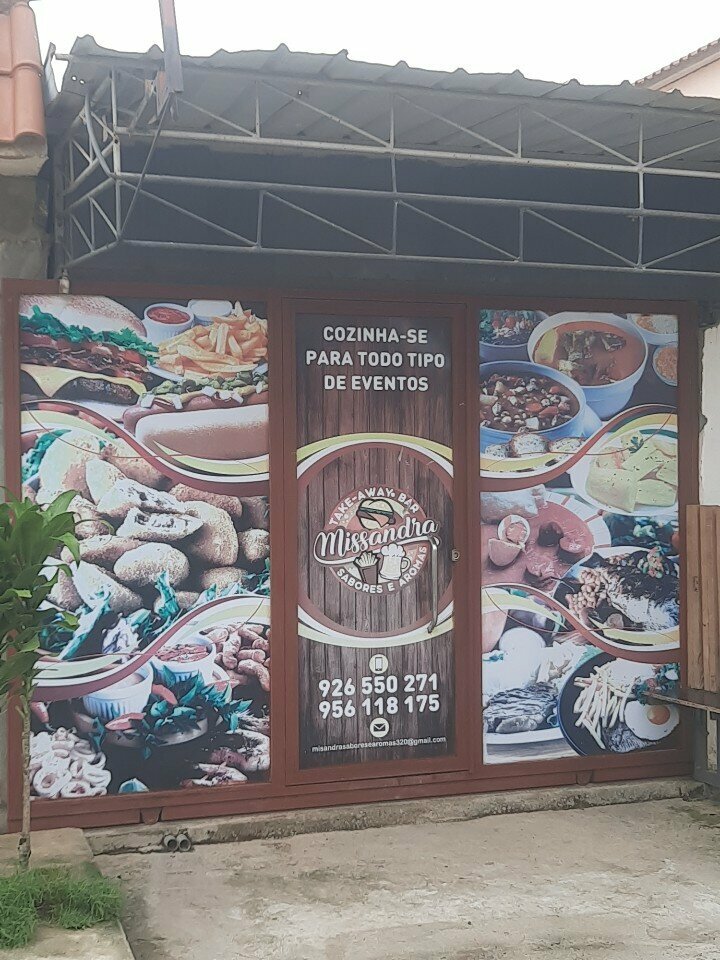 COZINHA-SE
PARA TODO TIPO
DE EVENTOS
TAKE-AWAY, BAR
Missandra
SABORES E AROMAS
926 550 271
956 118 175
misandrasaboresearomas320@gmail.com